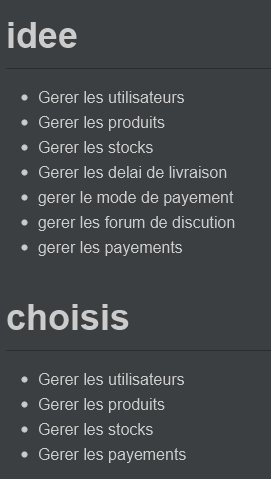 idee
Gerer les utilisateurs
Gerer les produits
Gerer les stocks
Gerer les delai de livraison
gerer le mode de payement
gerer les forum de discution
gerer les payements
choisis
Gerer les utilisateurs
Gerer les produits
Gerer les stocks
Gerer les payements